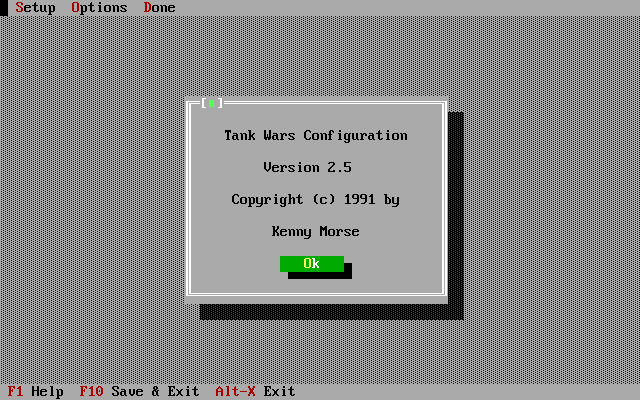 Setup Options Done
[■]
Tank Wars Configuration
Version 2.5
Copyright (c) 1991 by
Kenny Morse
Ok
F1 Help F10 Save & Exit Alt-X Exit